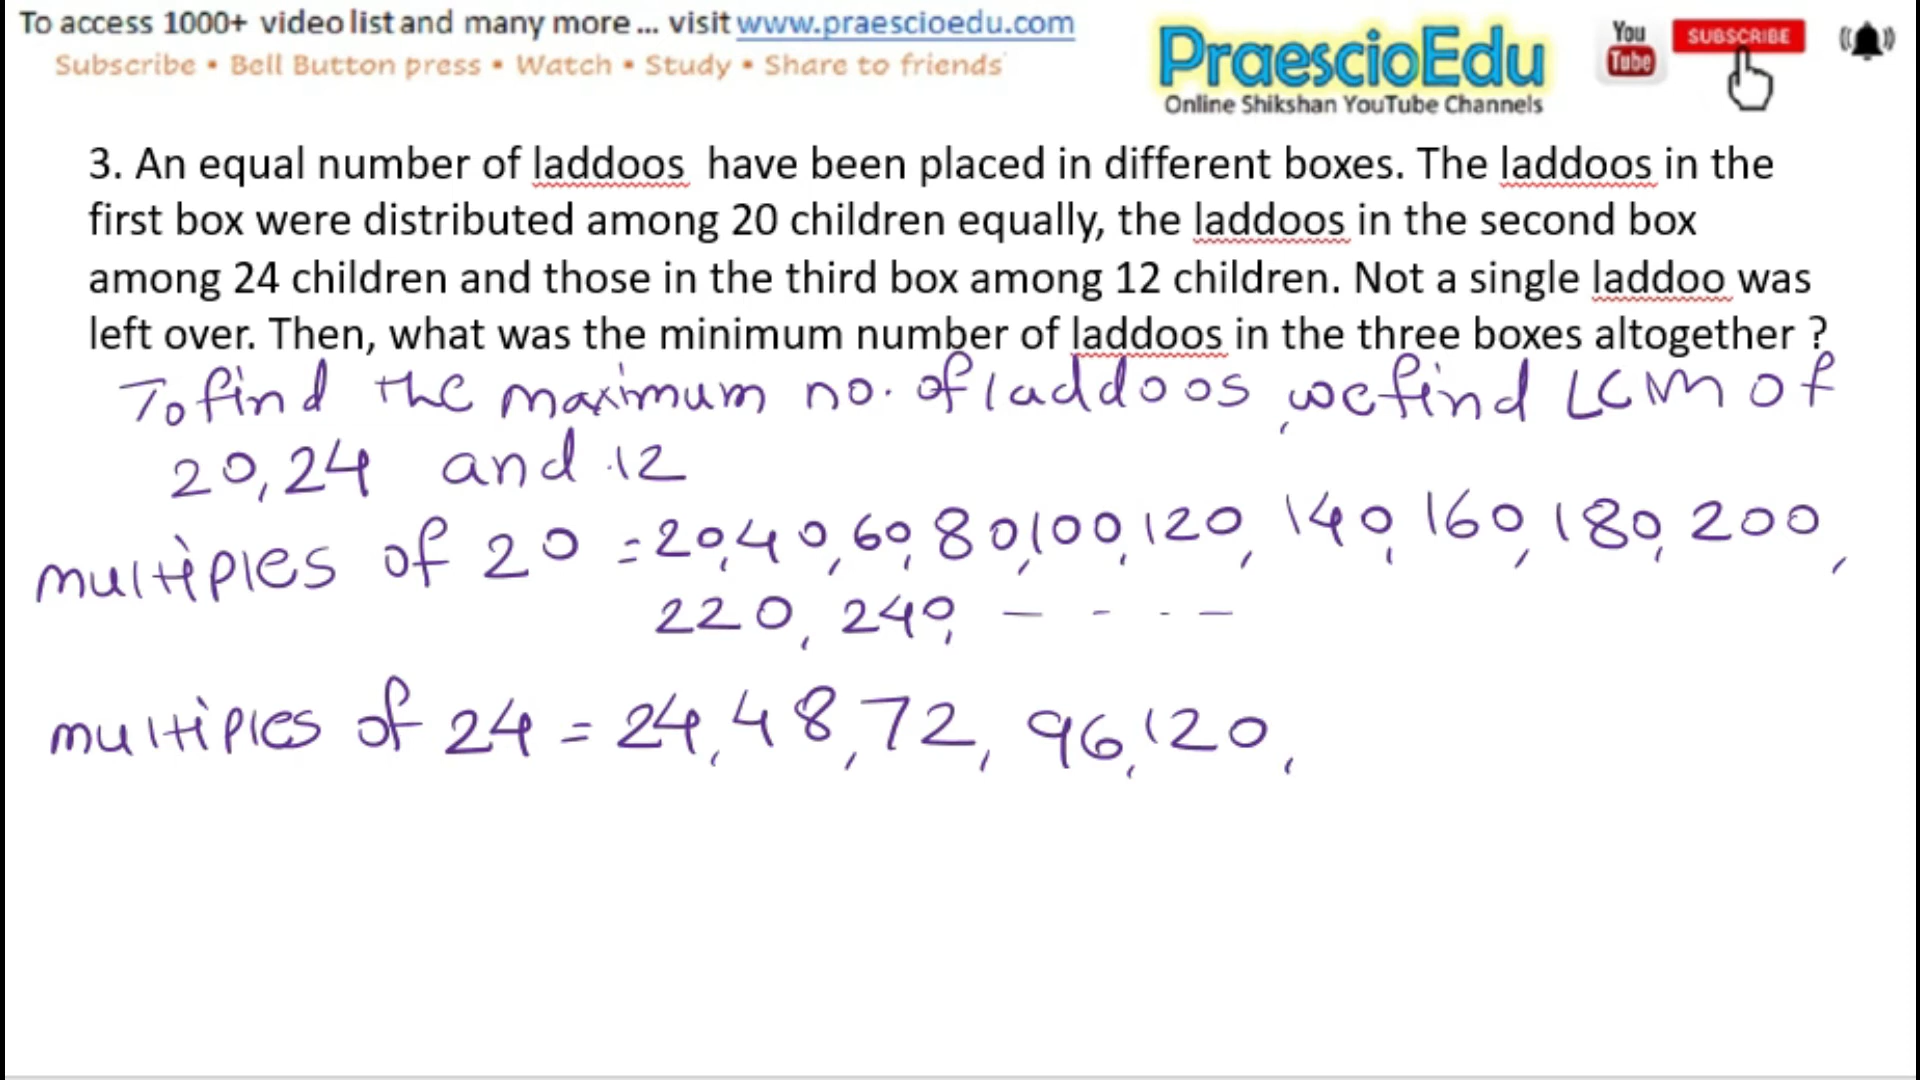 To access 1000+ video list and many more ... visit www.praescioedu.com
Subscribe • Bell Button press • Watch • Study • Share to friends
PraescioEdu
Online Shikshan YouTube Channels
You
Tube
SUBSCRIBE
3. An equal number of laddoos have been placed in different boxes. The laddoos in the
first box were distributed among 20 children equally, the laddoos in the second box
among 24 children and those in the third box among 12 children. Not a single laddoo was
left over. Then, what was the minimum number of laddoos in the three boxes altogether ?
To find the maximum no. of laddoos, we find LCM of
20, 24 and 12
multiples of 20 = 20, 40, 60, 80, 100, 120, 140, 160, 180, 200,
220, 240, - - - -
multiples of 24 = 24, 48, 72, 96, 120,